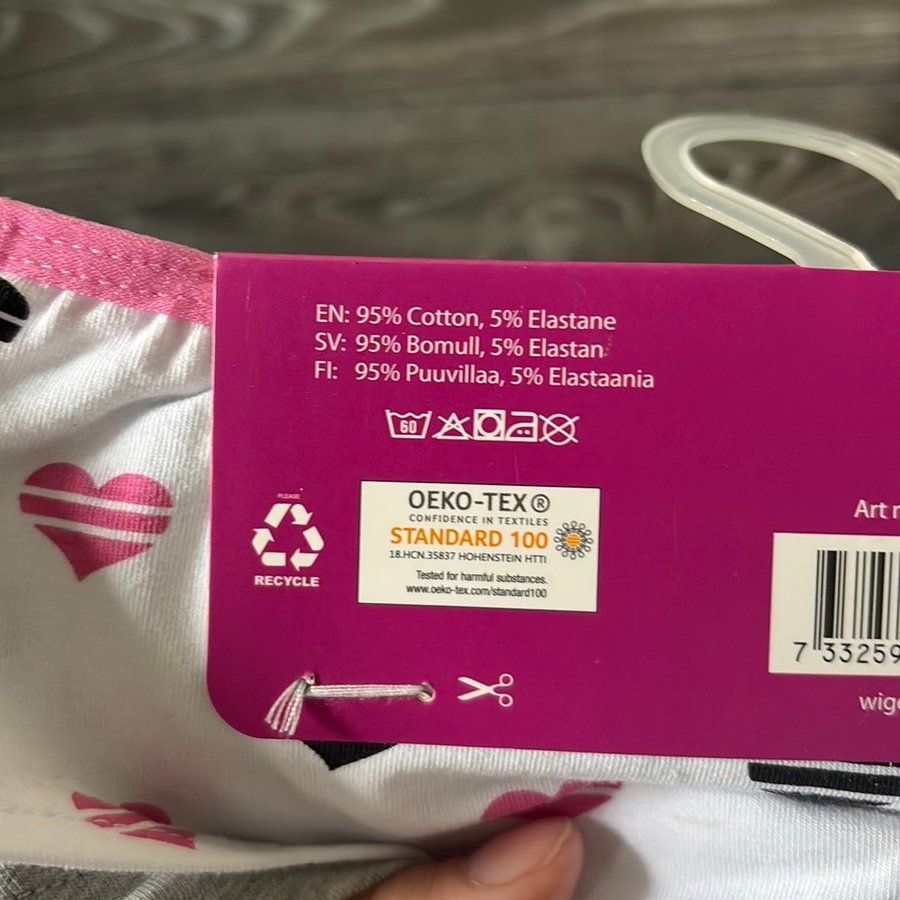 EN: 95% Cotton, 5% Elastane
SV: 95% Bomull, 5% Elastan
FI: 95% Puuvillaa, 5% Elastaania
60
PLEASE
RECYCLE
OEKO-TEX®
CONFIDENCE IN TEXTILES
STANDARD 100
18.HCN.35837 HOHENSTEIN HTTI
Tested for harmful substances.
www.oeko-tex.com/standard100
Art
7 33259